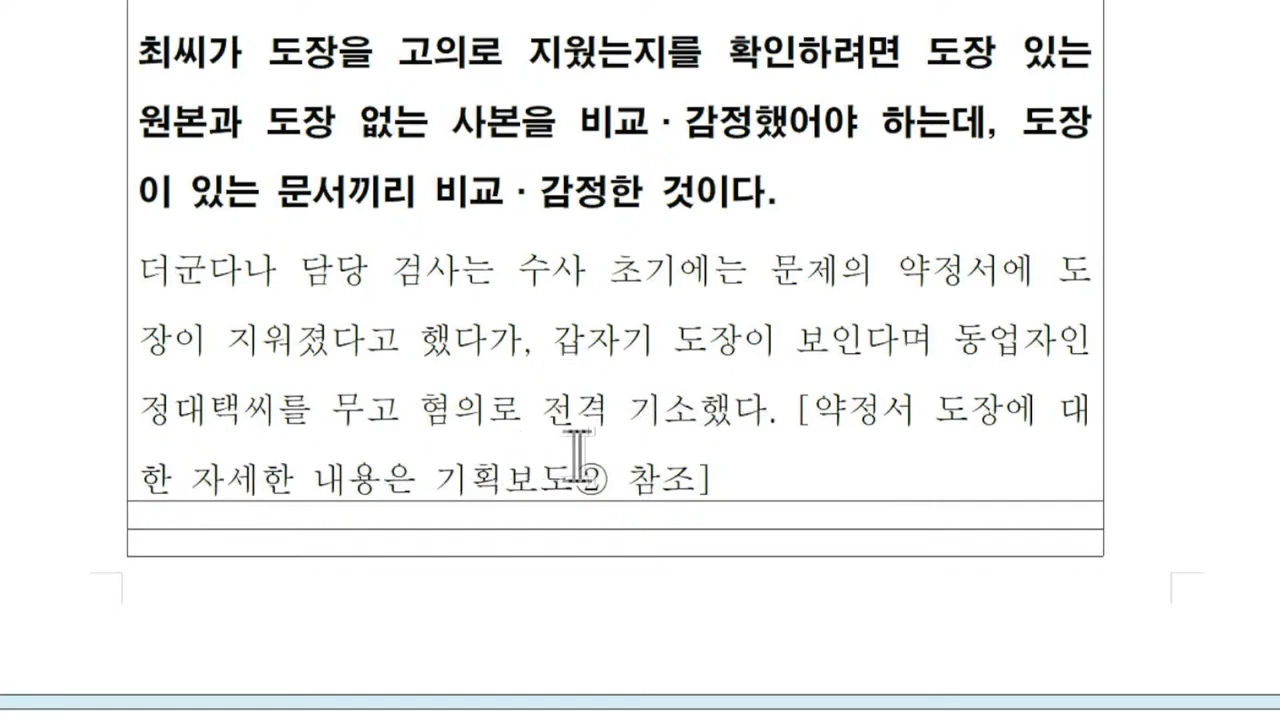 최씨가 도장을 고의로 지웠는지를 확인하려면 도장 있는
원본과 도장 없는 사본을 비교·감정했어야 하는데, 도장
이 있는 문서끼리 비교·감정한 것이다.
더군다나 담당 검사는 수사 초기에는 문제의 약정서에 도
장이 지워졌다고 했다가, 갑자기 도장이 보인다며 동업자인
정대택씨를 무고 혐의로 전격 기소했다. [약정서 도장에 대
한 자세한 내용은 기획보도② 참조]